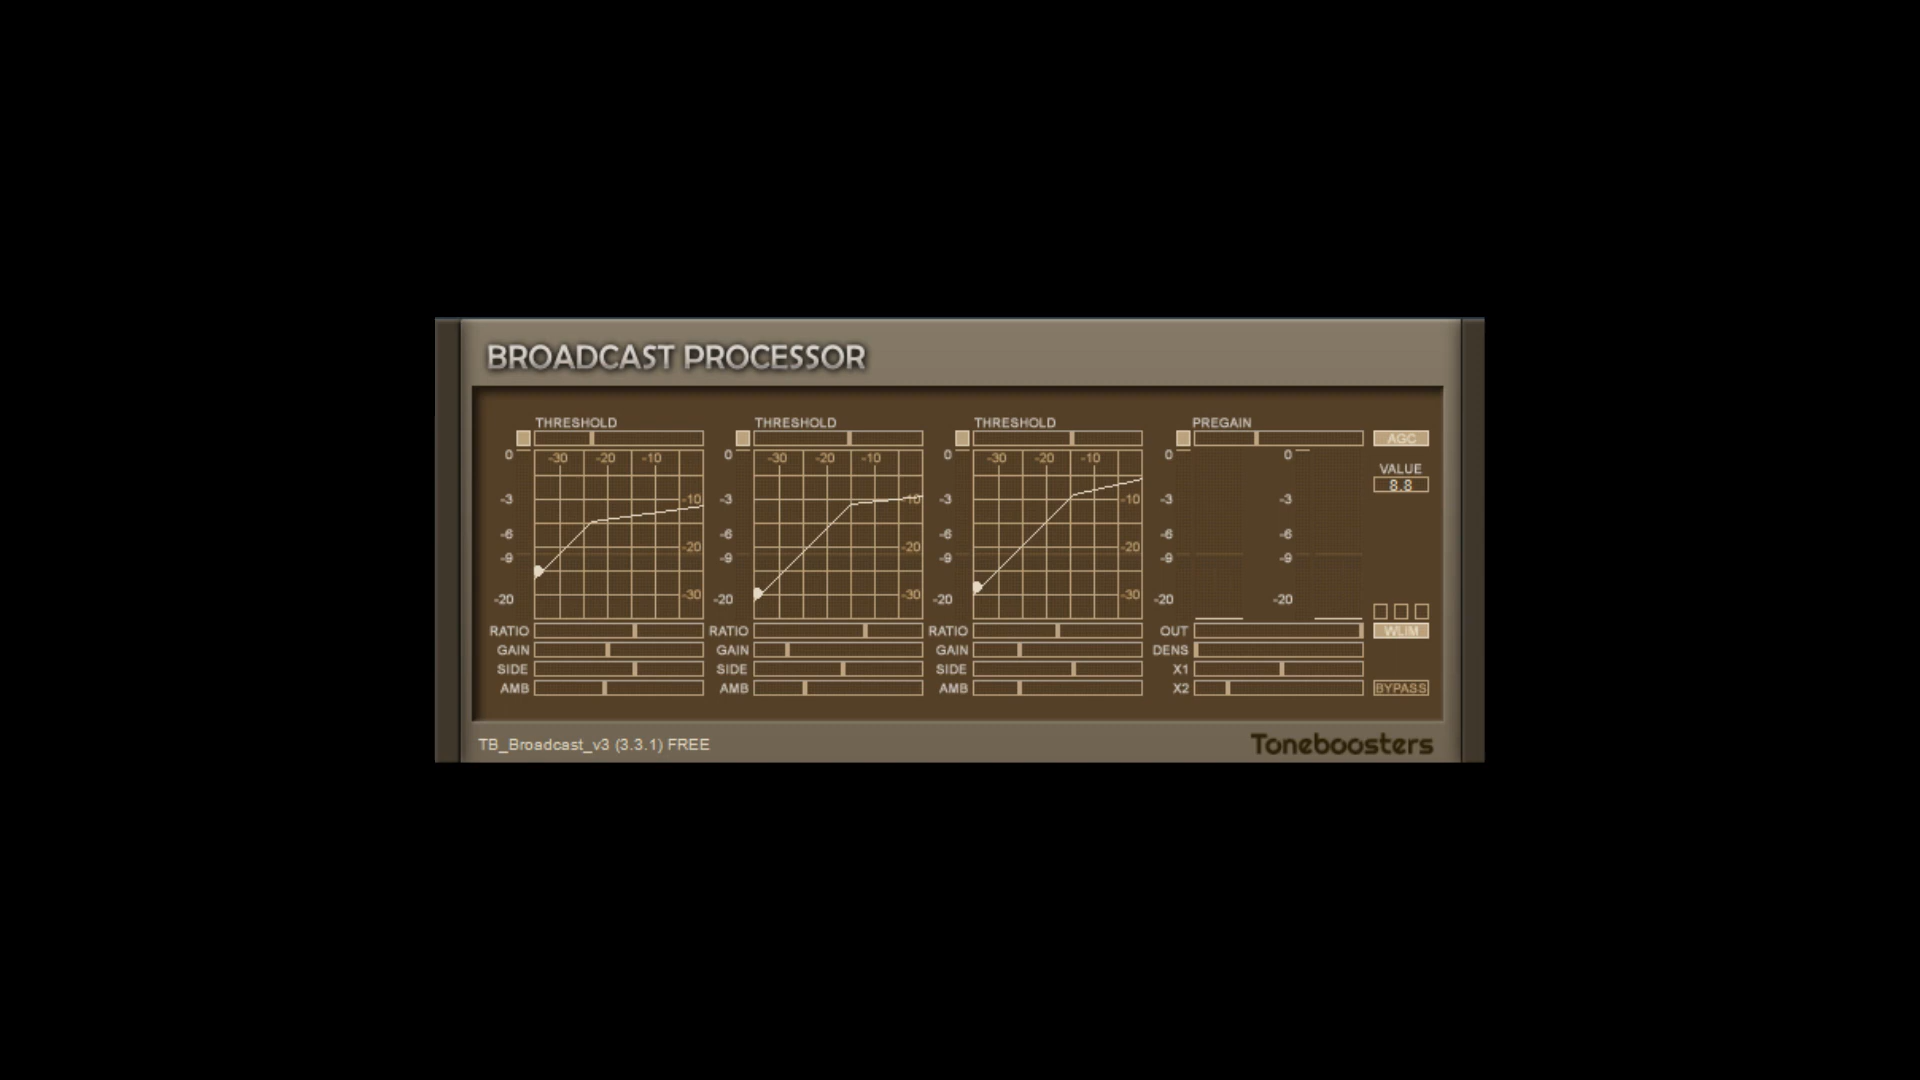 BROADCAST PROCESSOR
THRESHOLD THRESHOLD THRESHOLD PREGAIN
AGC
0 -30 -20 -10 0 -30 -20 -10 0 -30 -20 -10 0 0
VALUE
8.8
-3 -10 -3 -10 -3 -10 -3 -3
-6 -6 -6 -6 -6
-20 -20 -20
-9 -9 -9 -9 -9
-20 -30 -20 -30 -20 -30 -20 -20
RATIO RATIO RATIO OUT WLIM
GAIN GAIN GAIN DENS
SIDE SIDE SIDE X1
AMB AMB AMB X2 BYPASS
TB_Broadcast_v3 (3.3.1) FREE Toneboosters